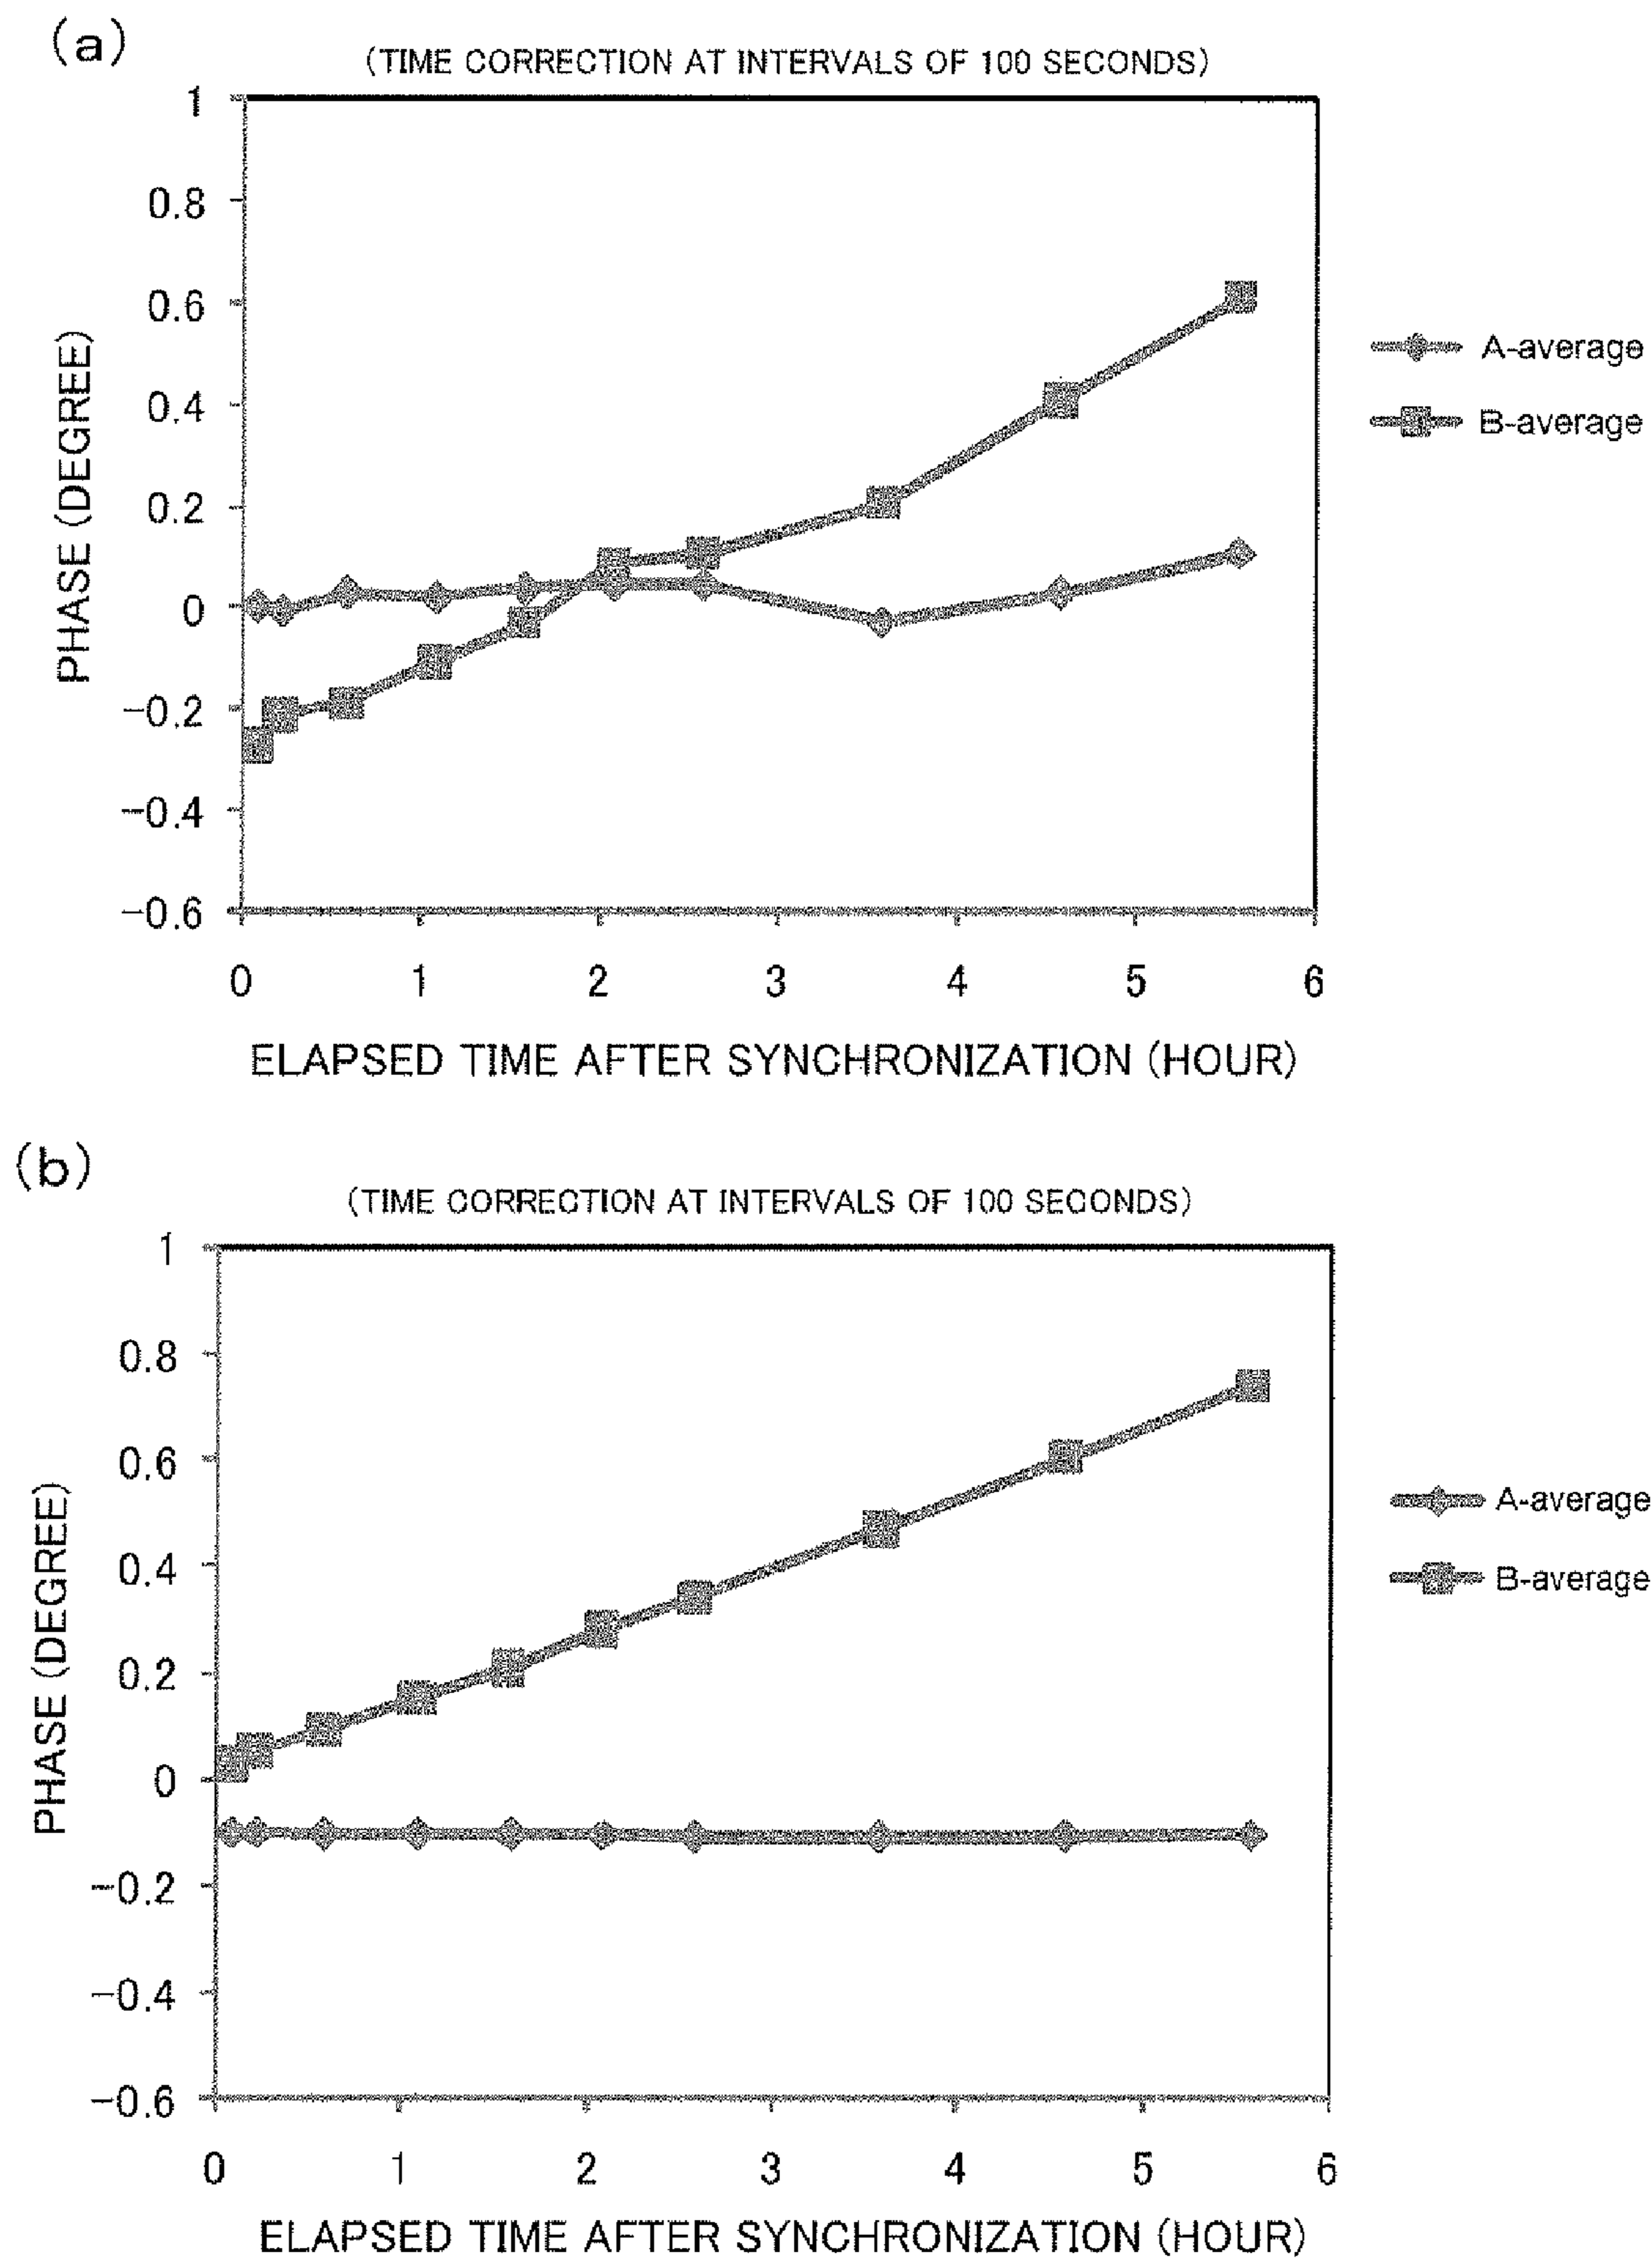 (a)
(TIME CORRECTION AT INTERVALS OF 100 SECONDS)
1
0.8
0.6
0.4
0.2
0
−0.2
−0.4
−0.6
PHASE (DEGREE)
0 1 2 3 4 5 6
ELAPSED TIME AFTER SYNCHRONIZATION (HOUR)
A-average
B-average
(b)
(TIME CORRECTION AT INTERVALS OF 100 SECONDS)
1
0.8
0.6
0.4
0.2
0
−0.2
−0.4
−0.6
PHASE (DEGREE)
0 1 2 3 4 5 6
ELAPSED TIME AFTER SYNCHRONIZATION (HOUR)
A-average
B-average